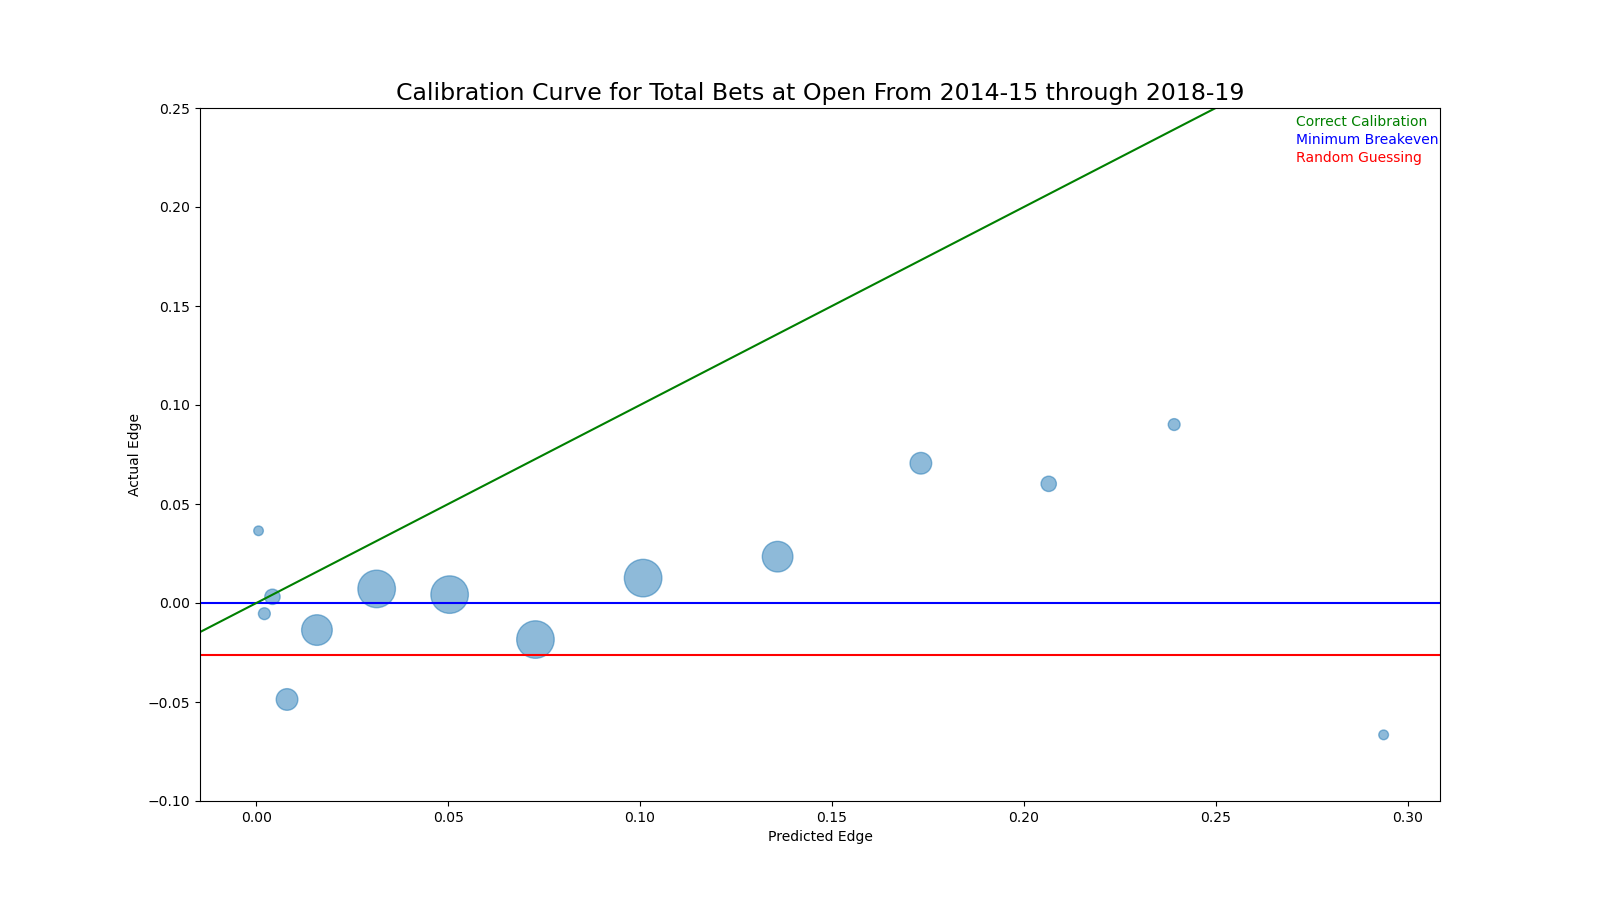 Calibration Curve for Total Bets at Open From 2014-15 through 2018-19
Correct Calibration
Minimum Breakeven
Random Guessing
0.25
0.20
0.15
0.10
0.05
0.00
−0.05
−0.10
Actual Edge
0.00 0.05 0.10 0.15 0.20 0.25 0.30
Predicted Edge